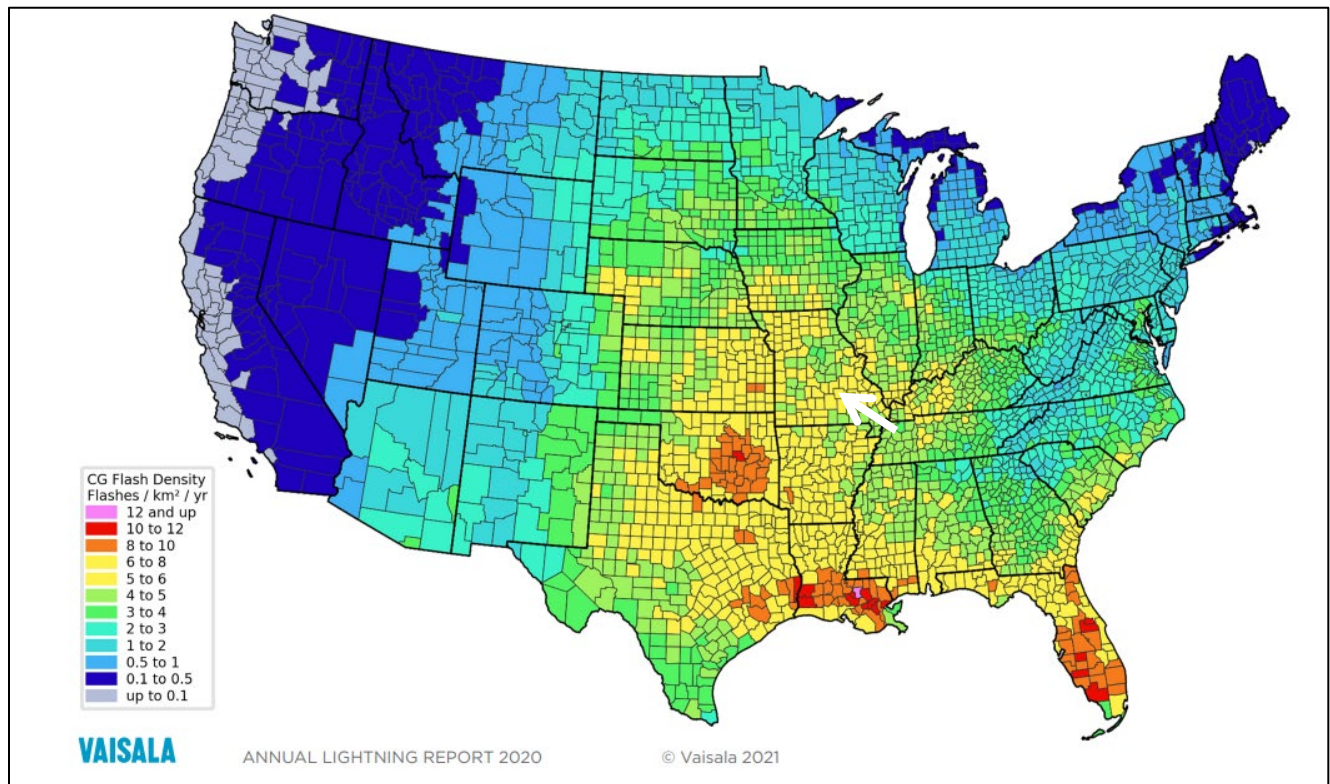 CG Flash Density
Flashes / km² / yr
12 and up
10 to 12
8 to 10
6 to 8
5 to 6
4 to 5
3 to 4
2 to 3
1 to 2
0.5 to 1
0.1 to 0.5
up to 0.1
VAISALA ANNUAL LIGHTNING REPORT 2020 © Vaisala 2021